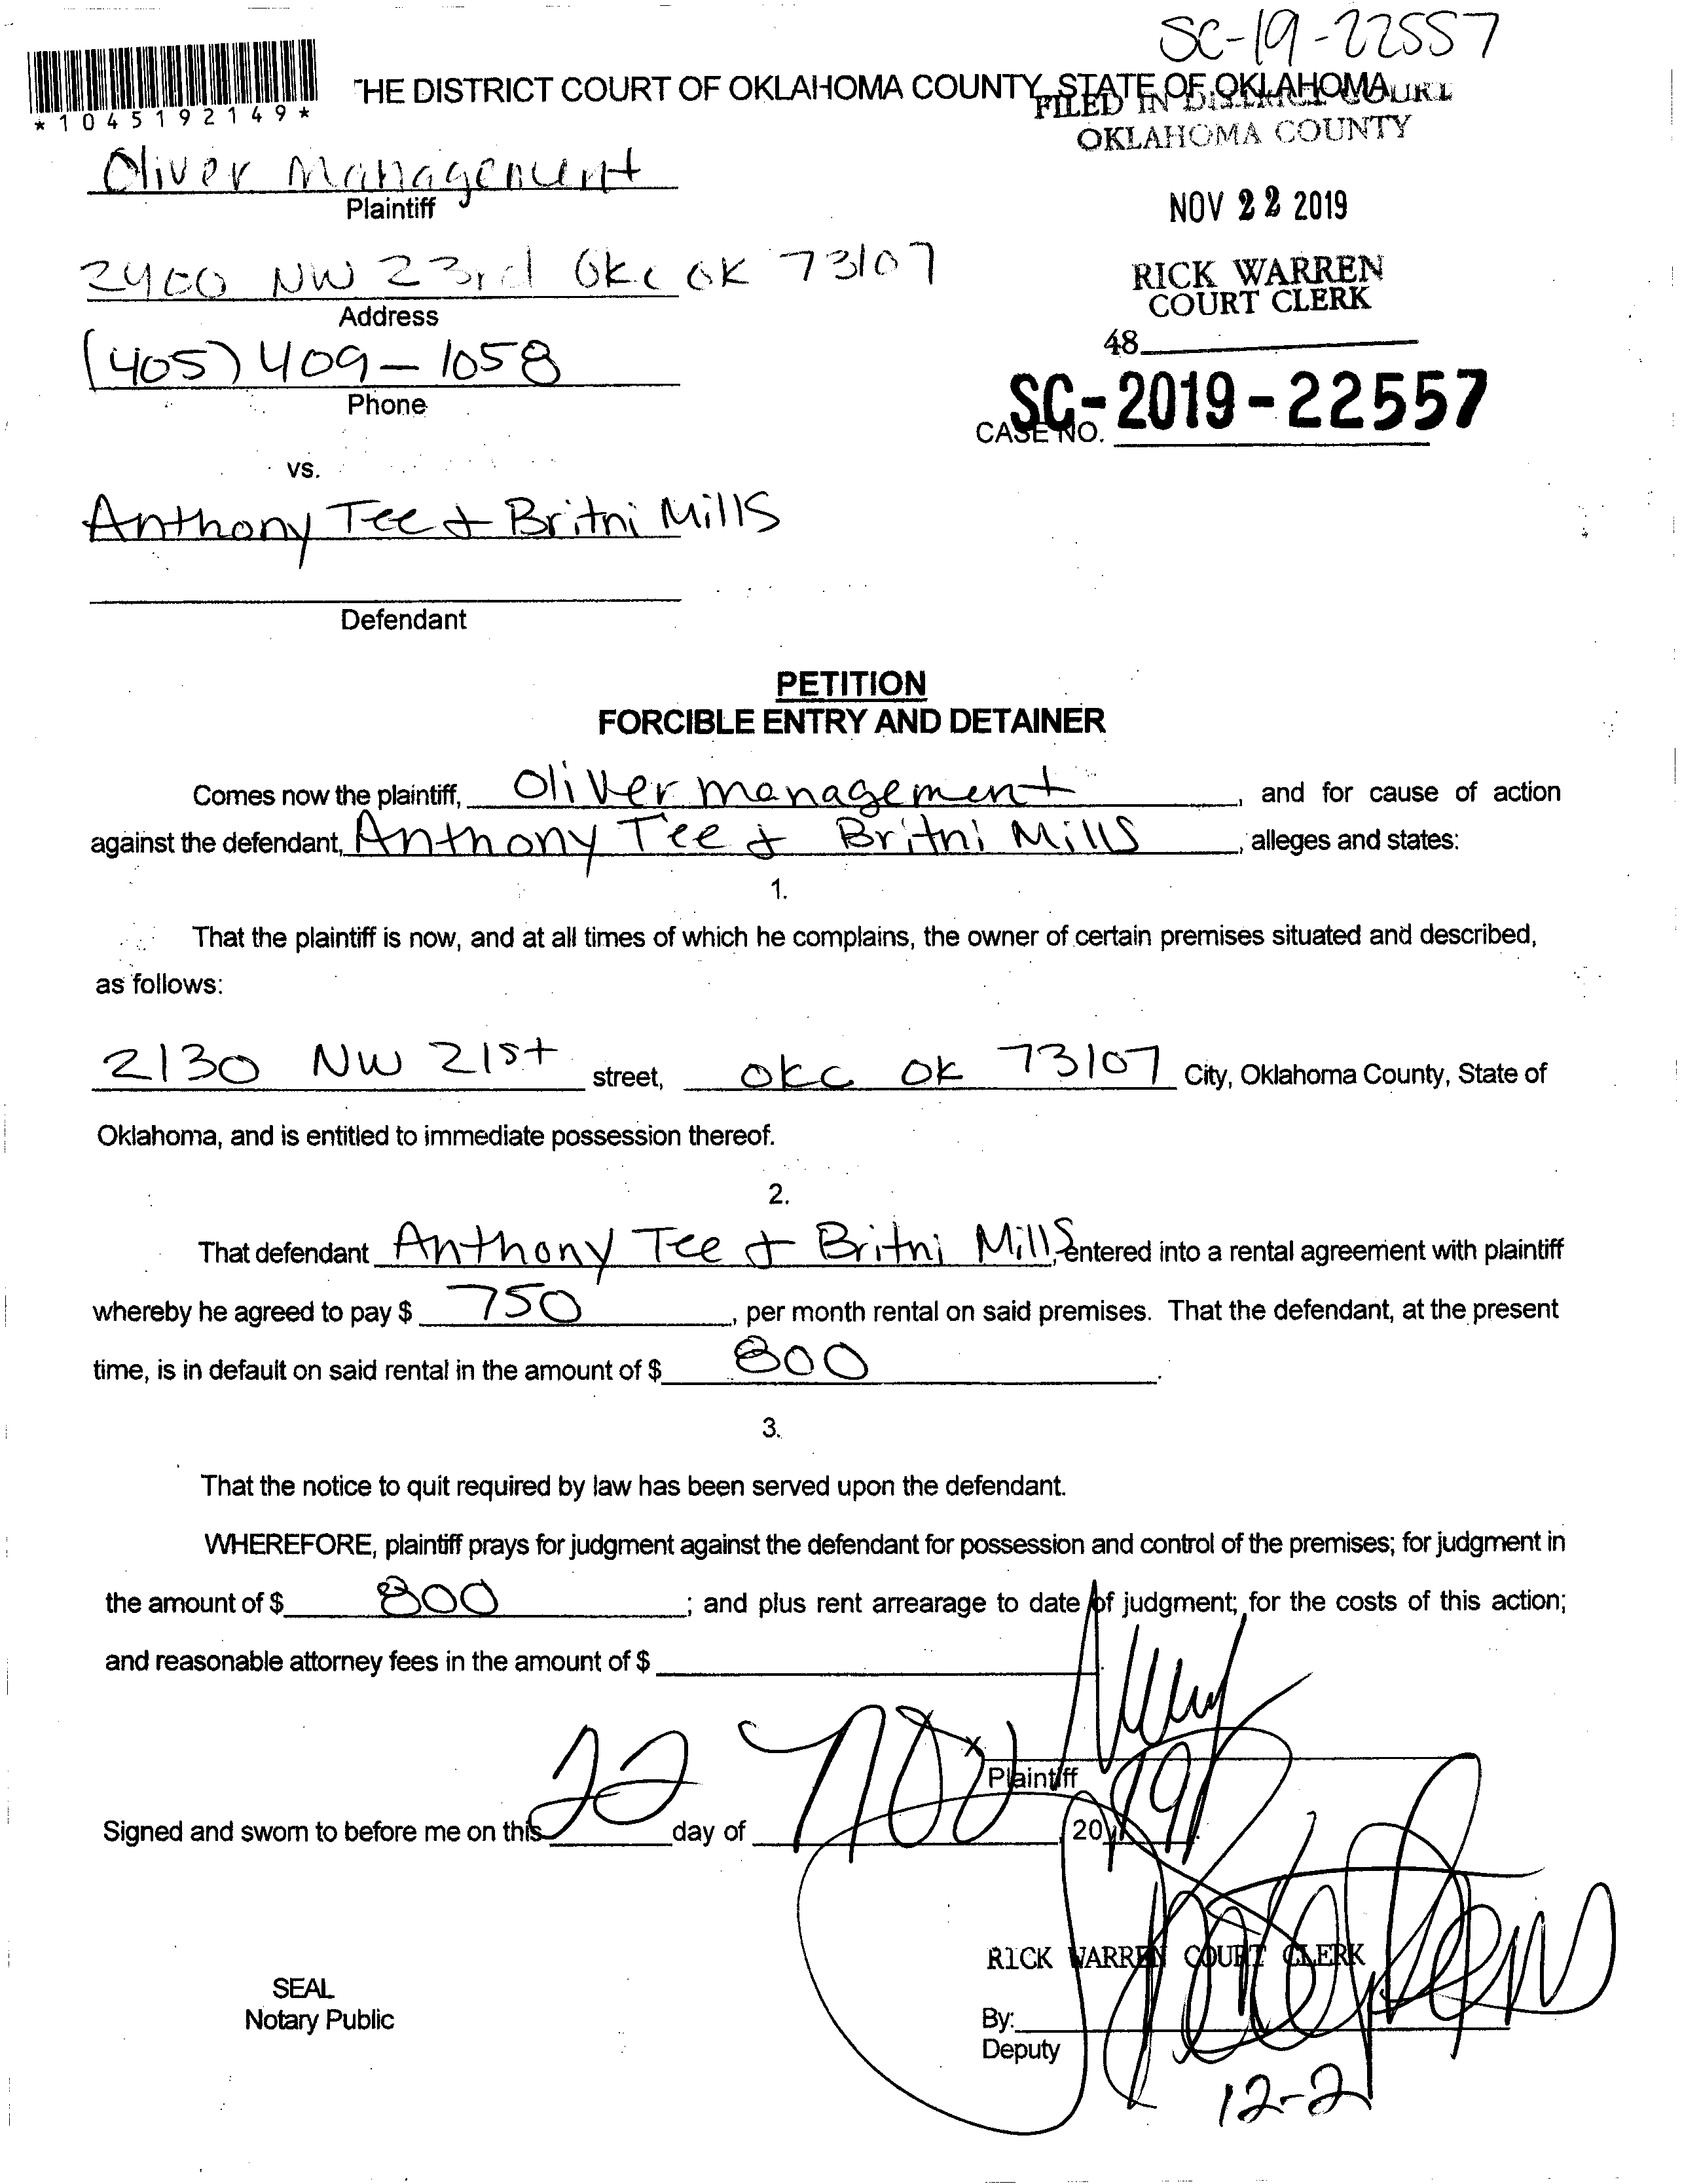 SC-19-22557
THE DISTRICT COURT OF OKLAHOMA COUNTY, STATE OF OKLAHOMA
*1045192149*
FILED IN DISTRICT COURT
OKLAHOMA COUNTY
Oliver Management
Plaintiff
NOV 22 2019
2400 NW 23rd OKC OK 73107
Address
RICK WARREN
COURT CLERK
(405) 409-1058
Phone
48
SC-2019-22557
CASE NO.
vs.
Anthony Tee + Britni Mills
Defendant
PETITION
FORCIBLE ENTRY AND DETAINER
Comes now the plaintiff, Oliver management, and for cause of action
against the defendant, Anthony Tee + Britni Mills, alleges and states:
1.
That the plaintiff is now, and at all times of which he complains, the owner of certain premises situated and described,
as follows:
2130 NW 21st street, OKC OK 73107 City, Oklahoma County, State of
Oklahoma, and is entitled to immediate possession thereof.
2.
That defendant Anthony Tee + Britni Mills, entered into a rental agreement with plaintiff
whereby he agreed to pay $ 750, per month rental on said premises. That the defendant, at the present
time, is in default on said rental in the amount of $ 800.
3.
That the notice to quit required by law has been served upon the defendant.
WHEREFORE, plaintiff prays for judgment against the defendant for possession and control of the premises; for judgment in
the amount of $ 800; and plus rent arrearage to date of judgment; for the costs of this action;
and reasonable attorney fees in the amount of $
X
Plaintiff
Signed and sworn to before me on this 22 day of NOV, 2019.
RICK WARREN COURT CLERK
SEAL
Notary Public
By:
Deputy
12-2